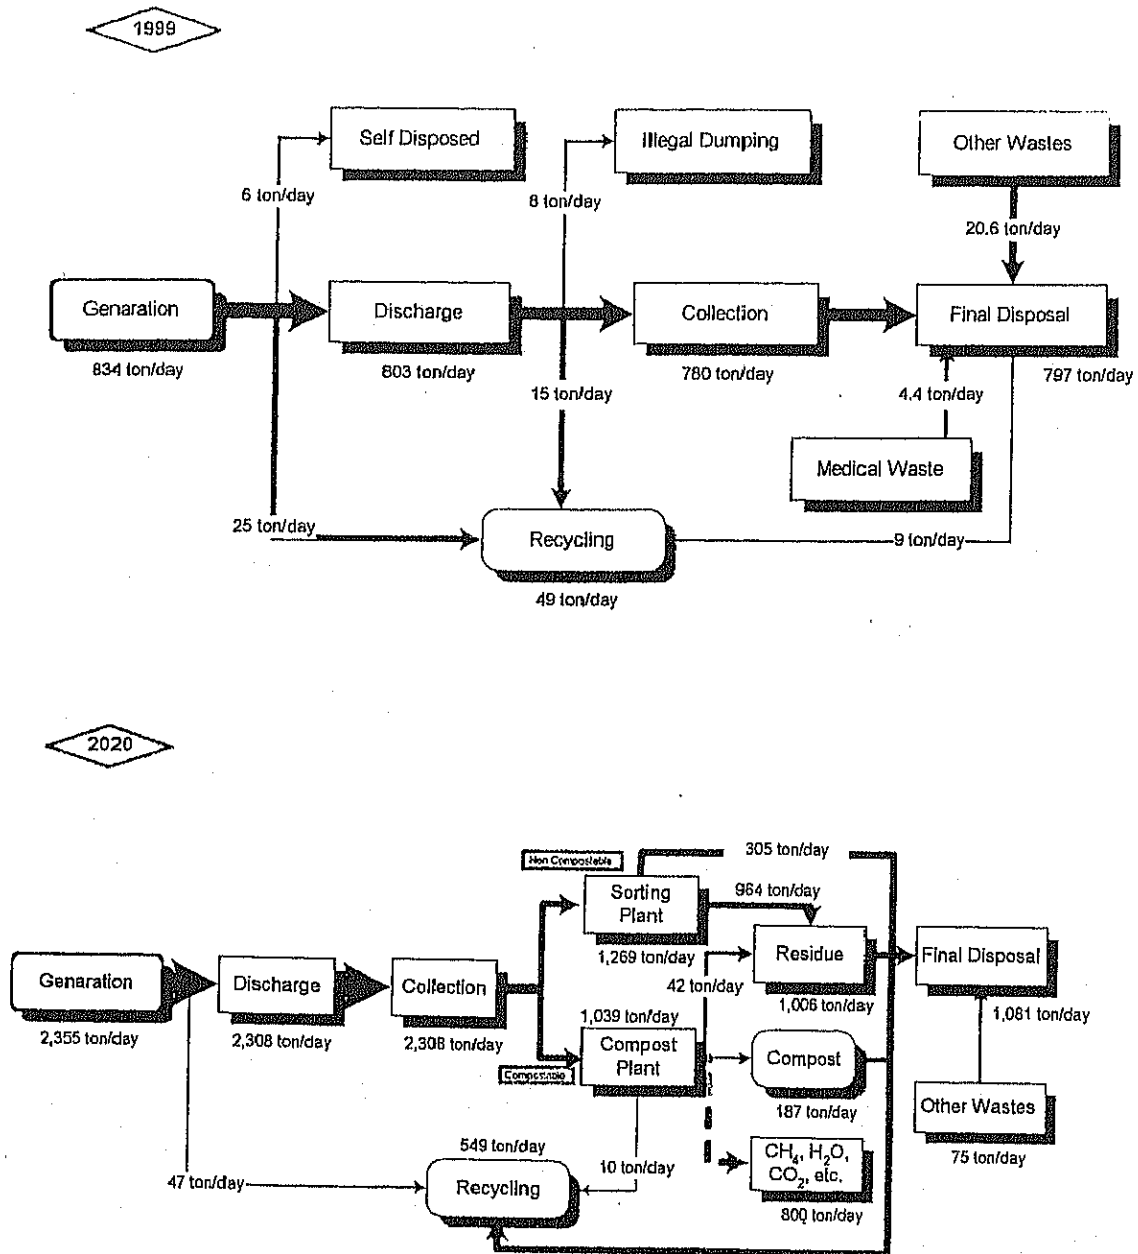 1999
Self Disposed
Illegal Dumping
Other Wastes
6 ton/day
8 ton/day
20.6 ton/day
Genaration
Discharge
Collection
Final Disposal
834 ton/day
803 ton/day
780 ton/day
797 ton/day
15 ton/day
4.4 ton/day
Medical Waste
25 ton/day
Recycling
9 ton/day
49 ton/day
2020
Non Compostable
305 ton/day
Sorting
Plant
964 ton/day
1,269 ton/day
Residue
Final Disposal
Genaration
Discharge
Collection
42 ton/day
1,006 ton/day
1,081 ton/day
2,355 ton/day
2,308 ton/day
2,308 ton/day
1,039 ton/day
Compost
Plant
Compostable
Compost
187 ton/day
Other Wastes
75 ton/day
549 ton/day
10 ton/day
CH4, H2O,
CO2, etc.
47 ton/day
Recycling
800 ton/day